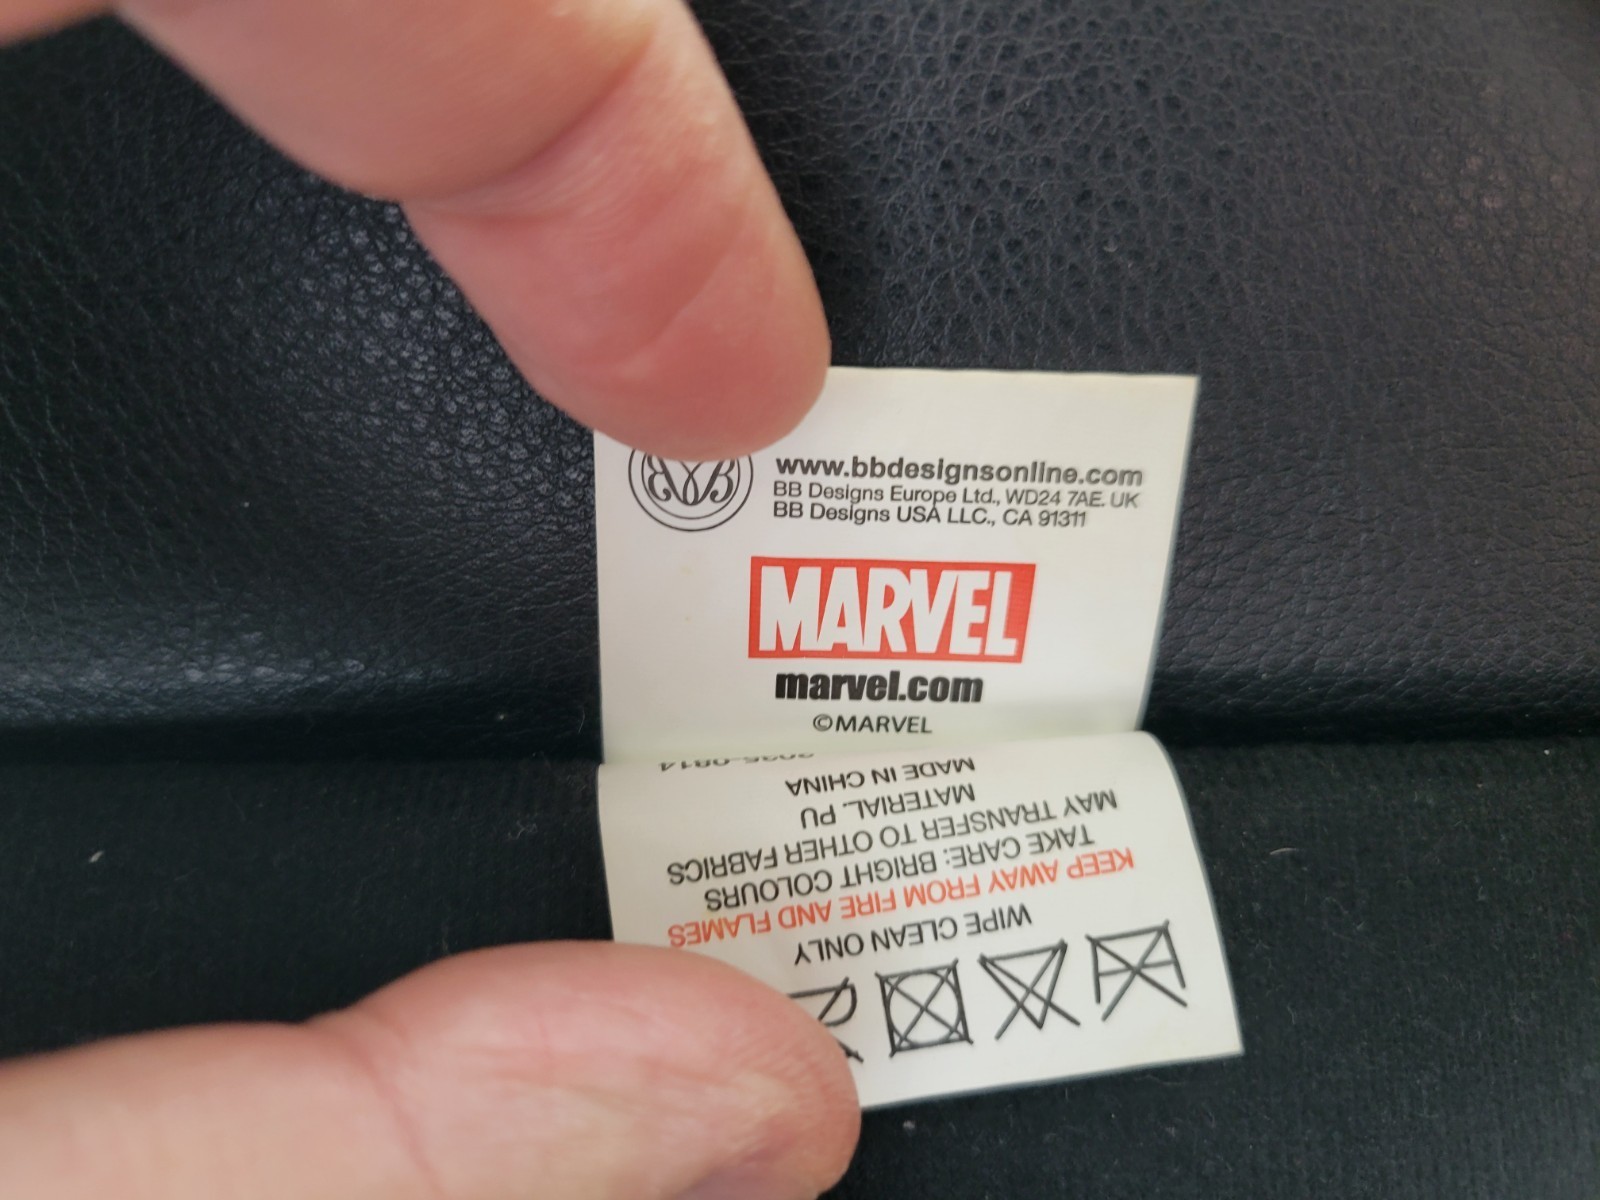 www.bbdesignsonline.com
BB Designs Europe Ltd., WD24 7AE. UK
BB Designs USA LLC., CA 91311
MARVEL
marvel.com
©MARVEL
WIPE CLEAN ONLY
KEEP AWAY FROM FIRE AND FLAMES
TAKE CARE: BRIGHT COLOURS
MAY TRANSFER TO OTHER FABRICS
MATERIAL. PU
MADE IN CHINA